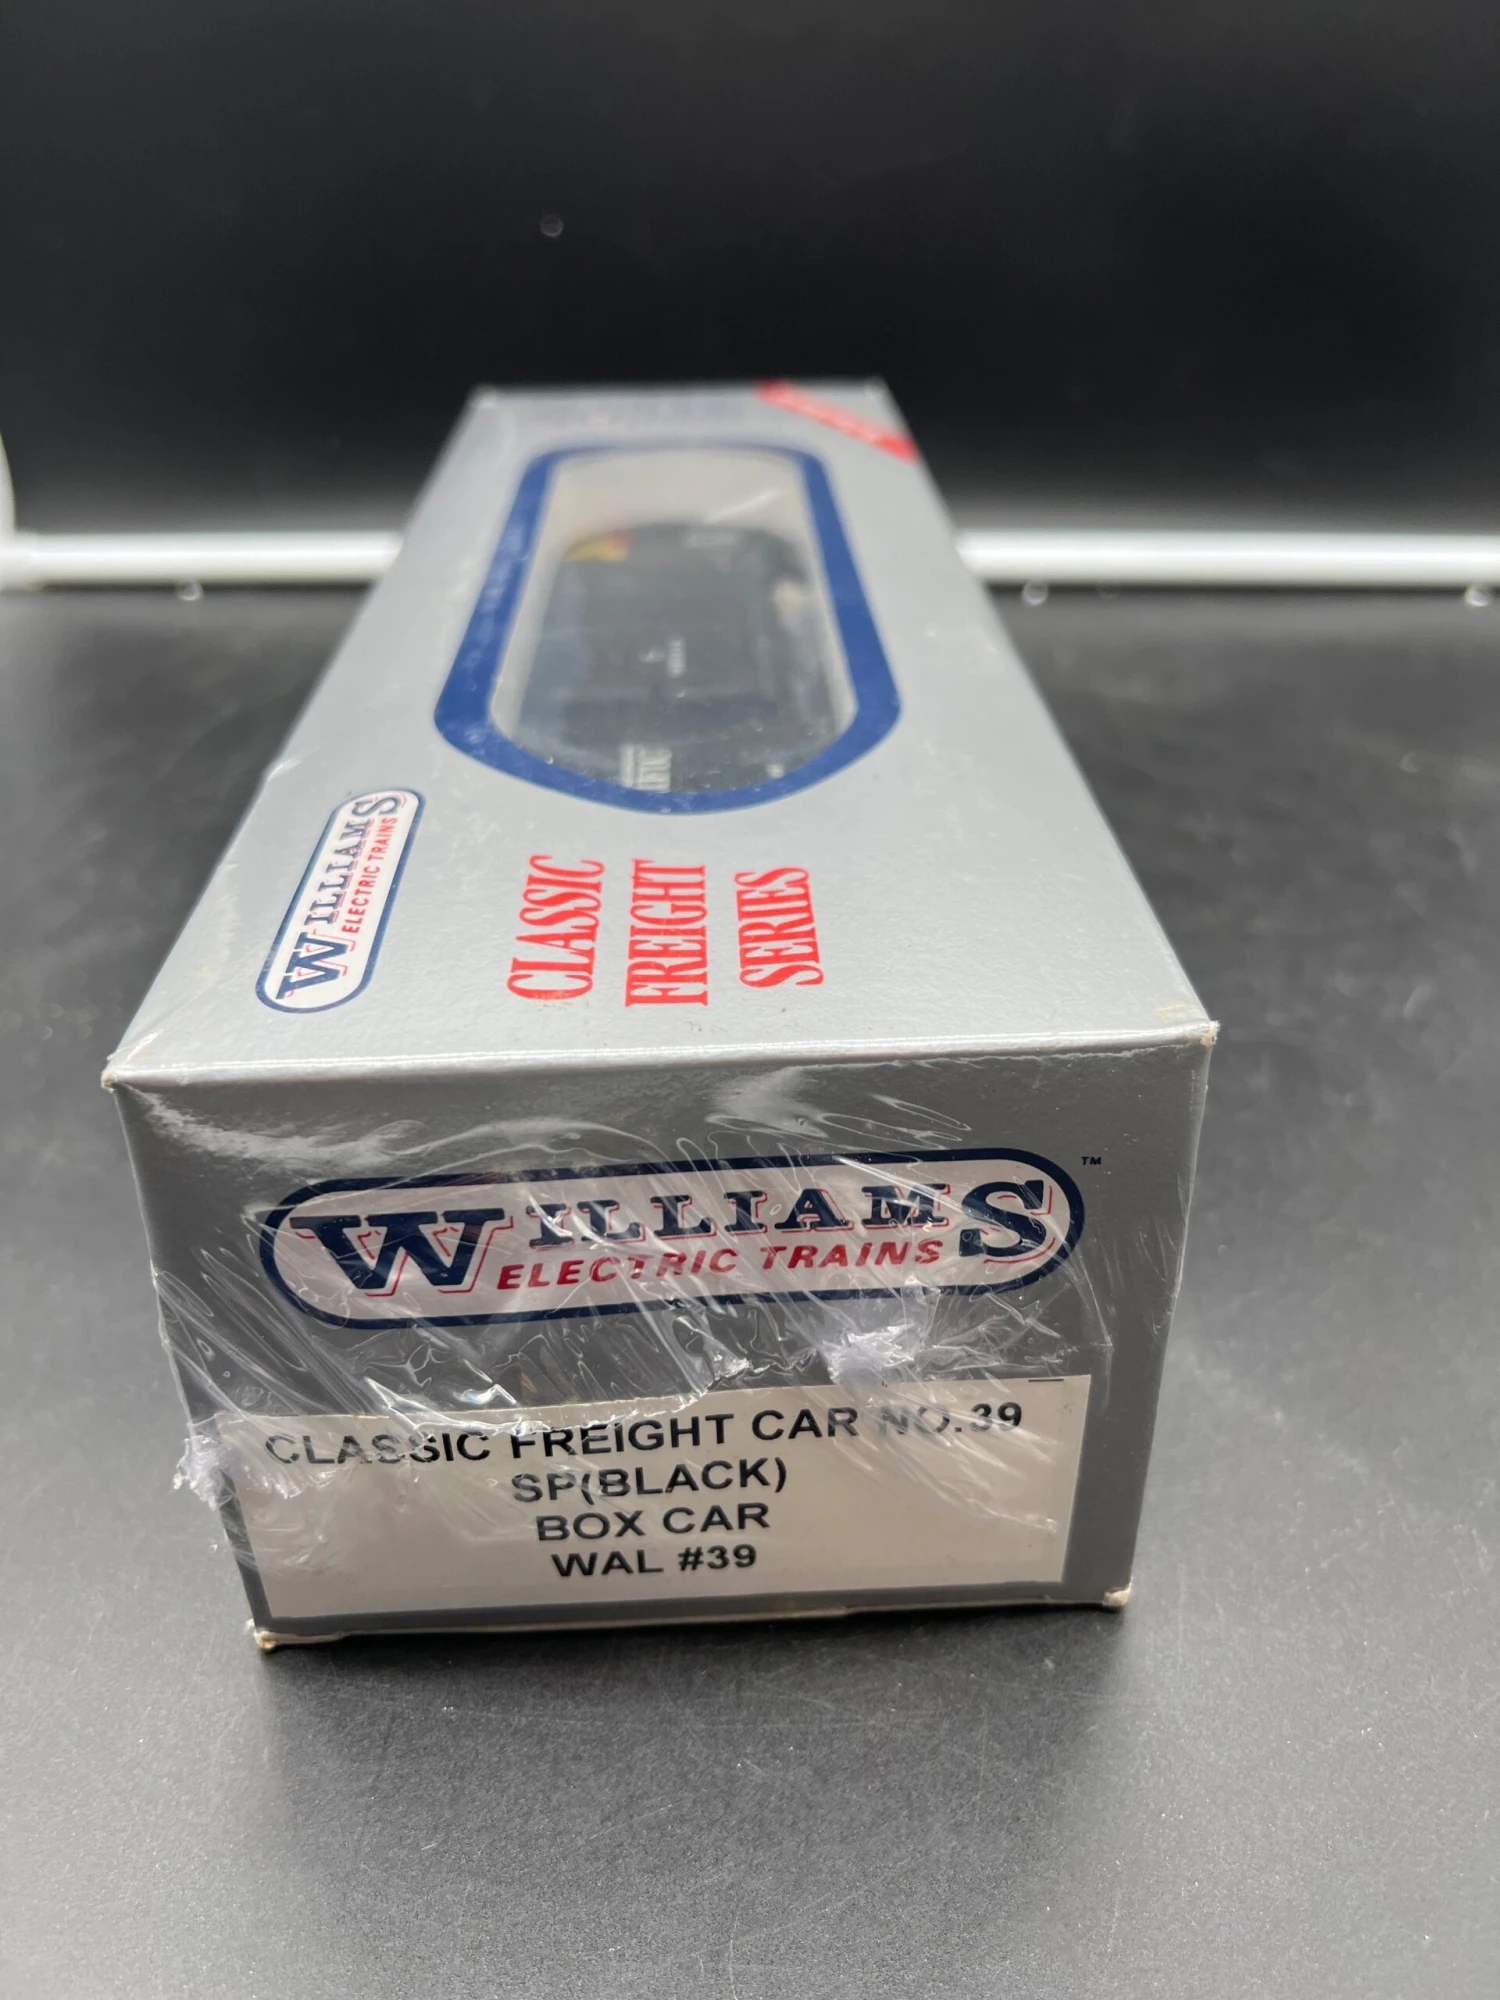 WILLIAMS
ELECTRIC TRAINS
CLASSIC
FREIGHT
SERIES
WILLIAMS™
ELECTRIC TRAINS
CLASSIC FREIGHT CAR NO.39
SP(BLACK)
BOX CAR
WAL #39